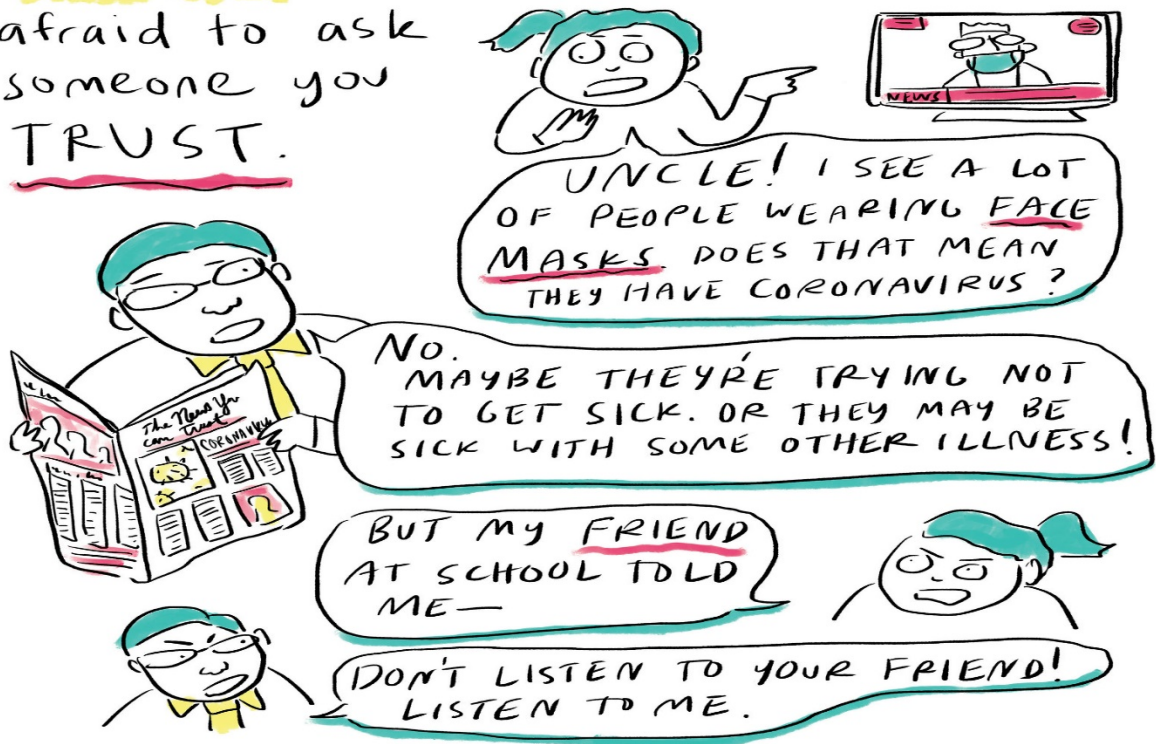 afraid to ask
someone you
TRUST.
NEWS
UNCLE! I SEE A LOT
OF PEOPLE WEARING FACE
MASKS. DOES THAT MEAN
THEY HAVE CORONAVIRUS?
NO.
MAYBE THEY'RE TRYING NOT
TO GET SICK. OR THEY MAY BE
SICK WITH SOME OTHER ILLNESS!
The News You
can Trust
CORONAVIRUS
BUT MY FRIEND
AT SCHOOL TOLD
ME—
DON'T LISTEN TO YOUR FRIEND!
LISTEN TO ME.